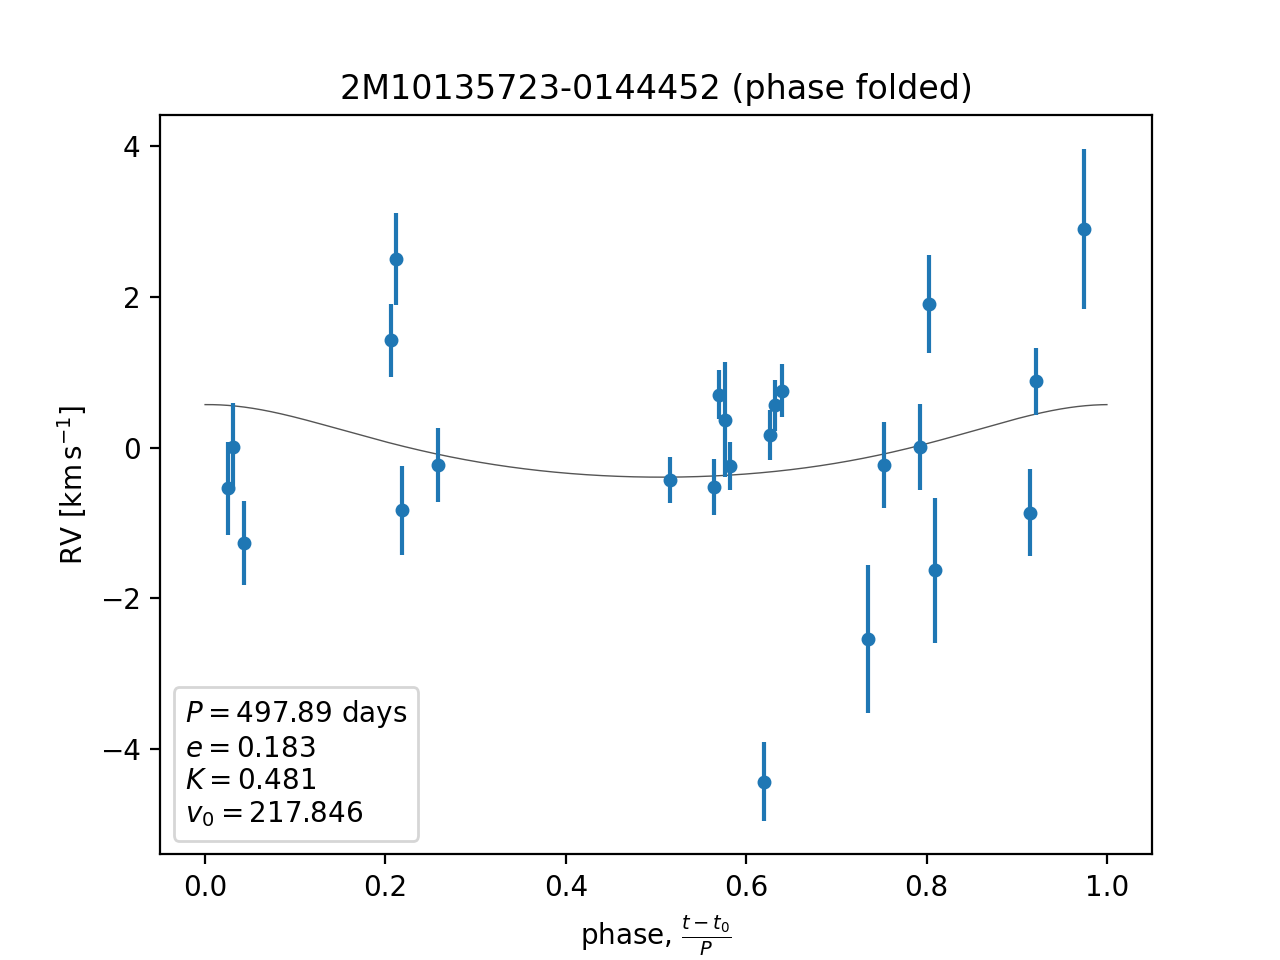 2M10135723-0144452 (phase folded)
4
2
0
−2
−4
RV [km s⁻¹]
P = 497.89 days
e = 0.183
K = 0.481
v₀ = 217.846
0.0 0.2 0.4 0.6 0.8 1.0
phase, (t − t₀)/P